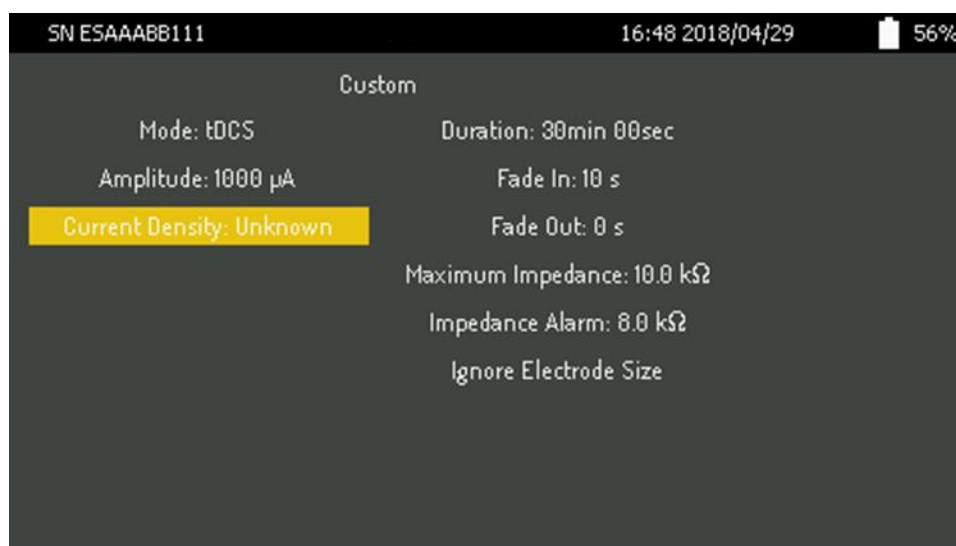 SN ESAAABB111 16:48 2018/04/29 56%
Custom
Mode: tDCS Duration: 30min 00sec
Amplitude: 1000 µA Fade In: 10 s
Current Density: Unknown Fade Out: 0 s
Maximum Impedance: 10.0 kΩ
Impedance Alarm: 8.0 kΩ
Ignore Electrode Size